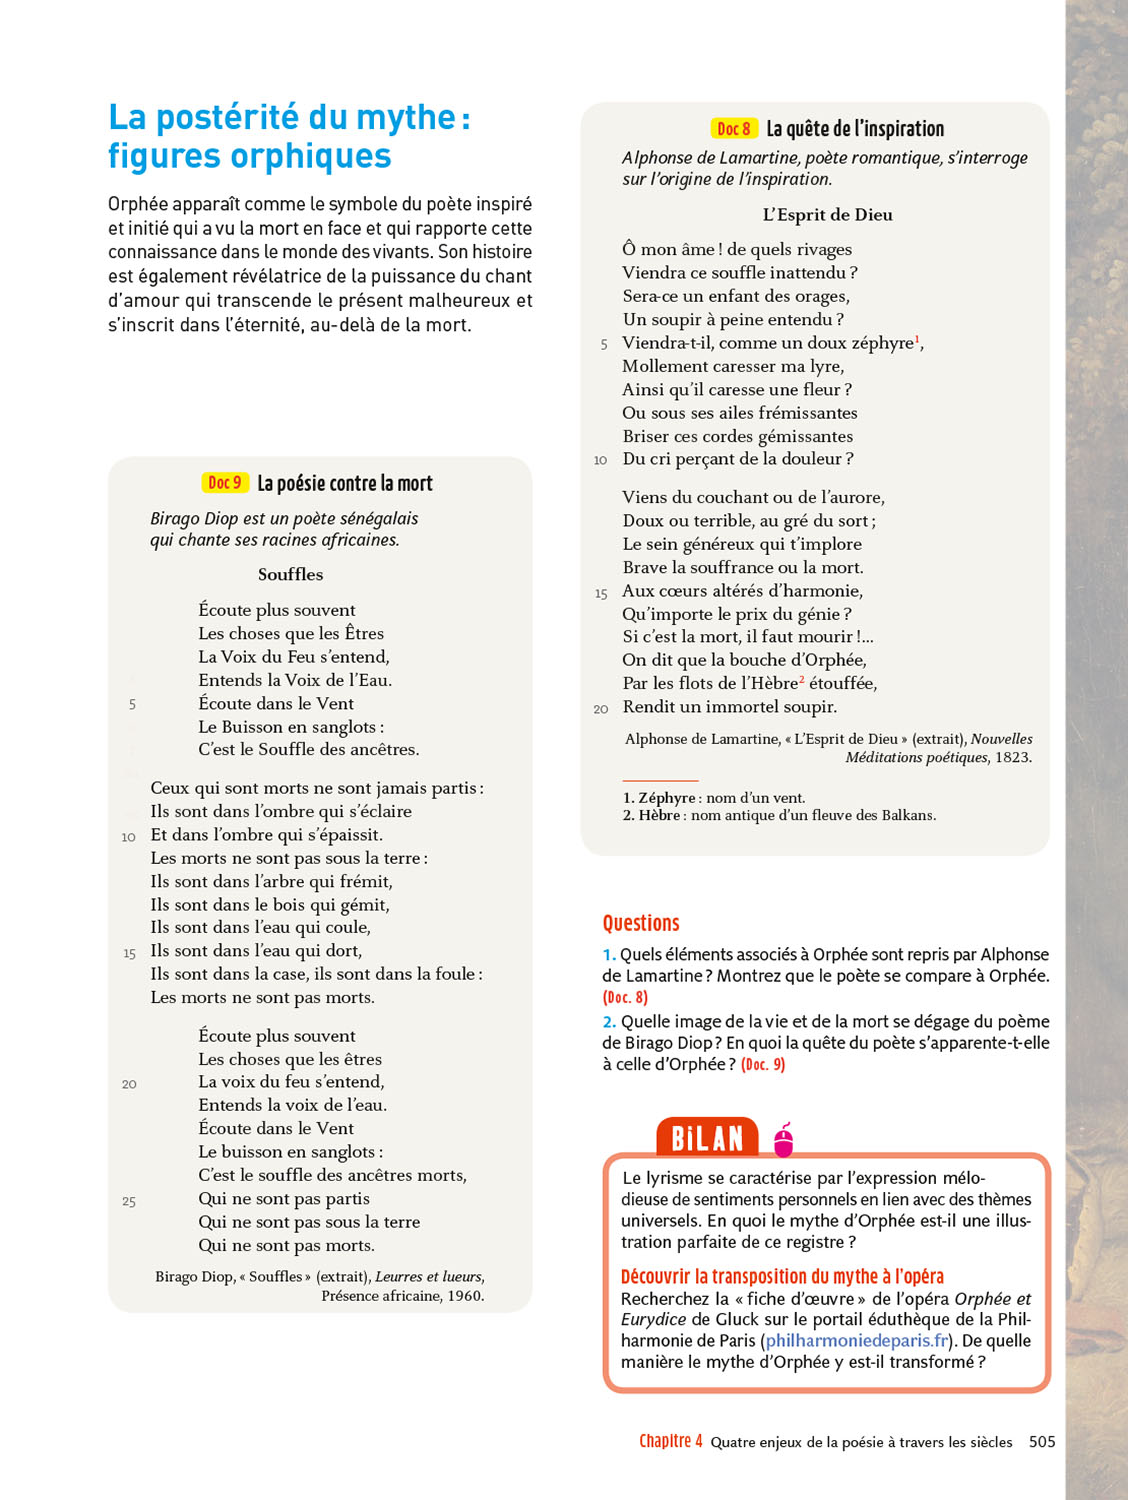 La postérité du mythe :
figures orphiques
Orphée apparaît comme le symbole du poète inspiré
et initié qui a vu la mort en face et qui rapporte cette
connaissance dans le monde des vivants. Son histoire
est également révélatrice de la puissance du chant
d'amour qui transcende le présent malheureux et
s'inscrit dans l'éternité, au-delà de la mort.
Doc 8 La quête de l'inspiration
Alphonse de Lamartine, poète romantique, s'interroge
sur l'origine de l'inspiration.
L'Esprit de Dieu
Ô mon âme ! de quels rivages
Viendra ce souffle inattendu ?
Sera-ce un enfant des orages,
Un soupir à peine entendu ?
5 Viendra-t-il, comme un doux zéphyre1,
Mollement caresser ma lyre,
Ainsi qu'il caresse une fleur ?
Ou sous ses ailes frémissantes
Briser ces cordes gémissantes
10 Du cri perçant de la douleur ?
Viens du couchant ou de l'aurore,
Doux ou terrible, au gré du sort ;
Le sein généreux qui t'implore
Brave la souffrance ou la mort.
15 Aux cœurs altérés d'harmonie,
Qu'importe le prix du génie ?
Si c'est la mort, il faut mourir !...
On dit que la bouche d'Orphée,
Par les flots de l'Hèbre2 étouffée,
20 Rendit un immortel soupir.
Alphonse de Lamartine, « L'Esprit de Dieu » (extrait), Nouvelles
Méditations poétiques, 1823.
1. Zéphyre : nom d'un vent.
2. Hèbre : nom antique d'un fleuve des Balkans.
Doc 9 La poésie contre la mort
Birago Diop est un poète sénégalais
qui chante ses racines africaines.
Souffles
Écoute plus souvent
Les choses que les Êtres
La Voix du Feu s'entend,
Entends la Voix de l'Eau.
5 Écoute dans le Vent
Le Buisson en sanglots :
C'est le Souffle des ancêtres.
Ceux qui sont morts ne sont jamais partis :
Ils sont dans l'ombre qui s'éclaire
10 Et dans l'ombre qui s'épaissit.
Les morts ne sont pas sous la terre :
Ils sont dans l'arbre qui frémit,
Ils sont dans le bois qui gémit,
Ils sont dans l'eau qui coule,
15 Ils sont dans l'eau qui dort,
Ils sont dans la case, ils sont dans la foule :
Les morts ne sont pas morts.
Écoute plus souvent
Les choses que les êtres
20 La voix du feu s'entend,
Entends la voix de l'eau.
Écoute dans le Vent
Le buisson en sanglots :
C'est le souffle des ancêtres morts,
25 Qui ne sont pas partis
Qui ne sont pas sous la terre
Qui ne sont pas morts.
Birago Diop, « Souffles » (extrait), Leurres et lueurs,
Présence africaine, 1960.
Questions
1. Quels éléments associés à Orphée sont repris par Alphonse
de Lamartine ? Montrez que le poète se compare à Orphée.
(Doc. 8)
2. Quelle image de la vie et de la mort se dégage du poème
de Birago Diop ? En quoi la quête du poète s'apparente-t-elle
à celle d'Orphée ? (Doc. 9)
BiLAN
Le lyrisme se caractérise par l'expression mélo-
dieuse de sentiments personnels en lien avec des thèmes
universels. En quoi le mythe d'Orphée est-il une illus-
tration parfaite de ce registre ?
Découvrir la transposition du mythe à l'opéra
Recherchez la « fiche d'œuvre » de l'opéra Orphée et
Eurydice de Gluck sur le portail éduthèque de la Phil-
harmonie de Paris (philharmoniedeparis.fr). De quelle
manière le mythe d'Orphée y est-il transformé ?
Chapitre 4 Quatre enjeux de la poésie à travers les siècles 505